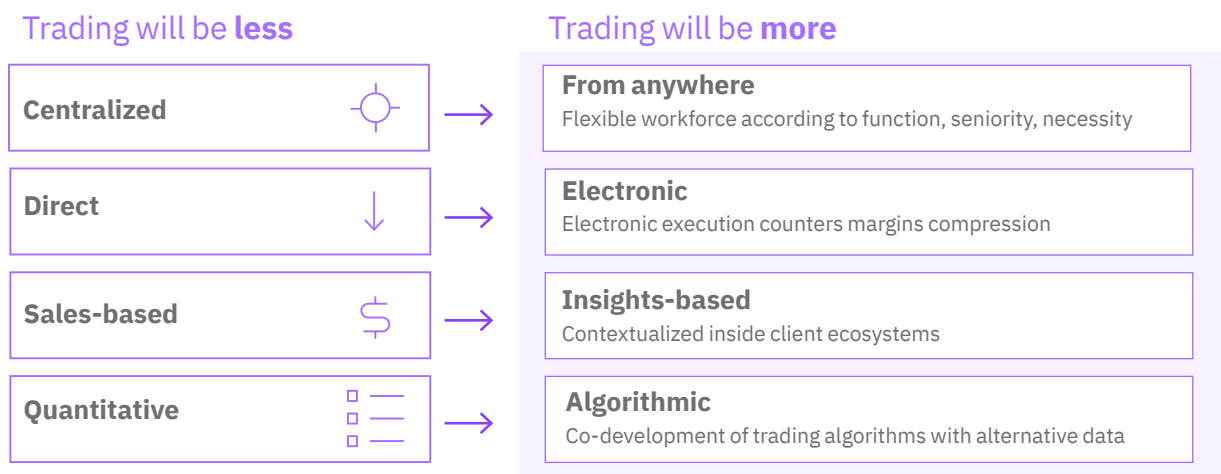 Trading will be less
Trading will be more
Centralized
From anywhere
Flexible workforce according to function, seniority, necessity
Direct
Electronic
Electronic execution counters margins compression
Sales-based
Insights-based
Contextualized inside client ecosystems
Quantitative
Algorithmic
Co-development of trading algorithms with alternative data